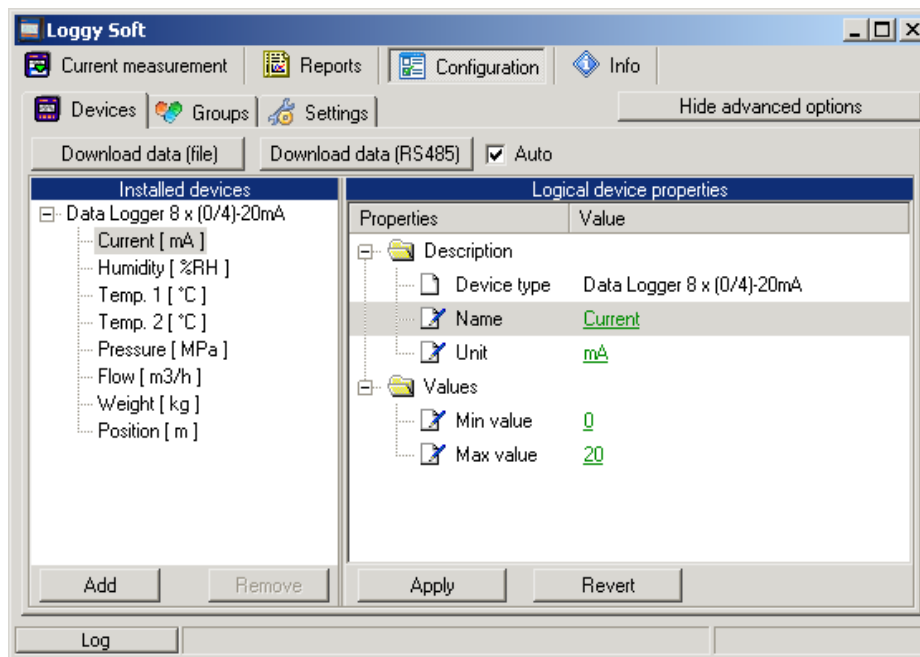 Loggy Soft
Current measurement Reports Configuration Info
Devices Groups Settings Hide advanced options
Download data (file) Download data (RS485) Auto
Installed devices Logical device properties
Data Logger 8 x (0/4)-20mA
Current [ mA ]
Humidity [ %RH ]
Temp. 1 [ °C ]
Temp. 2 [ °C ]
Pressure [ MPa ]
Flow [ m3/h ]
Weight [ kg ]
Position [ m ]
Properties Value
Description
Device type Data Logger 8 x (0/4)-20mA
Name Current
Unit mA
Values
Min value 0
Max value 20
Add Remove Apply Revert
Log